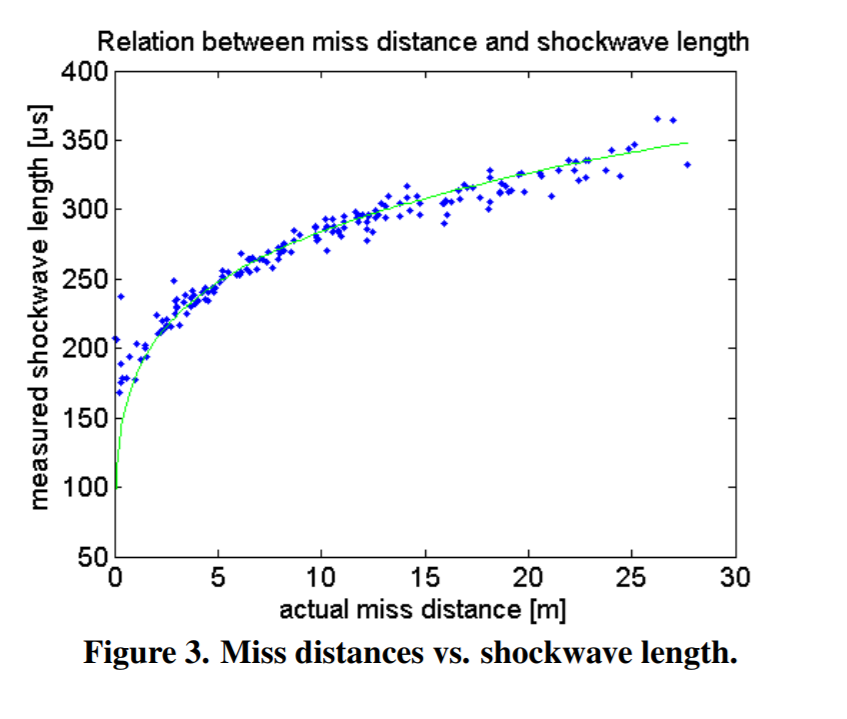 Relation between miss distance and shockwave length
measured shockwave length [us]
400
350
300
250
200
150
100
50
0 5 10 15 20 25 30
actual miss distance [m]
Figure 3. Miss distances vs. shockwave length.